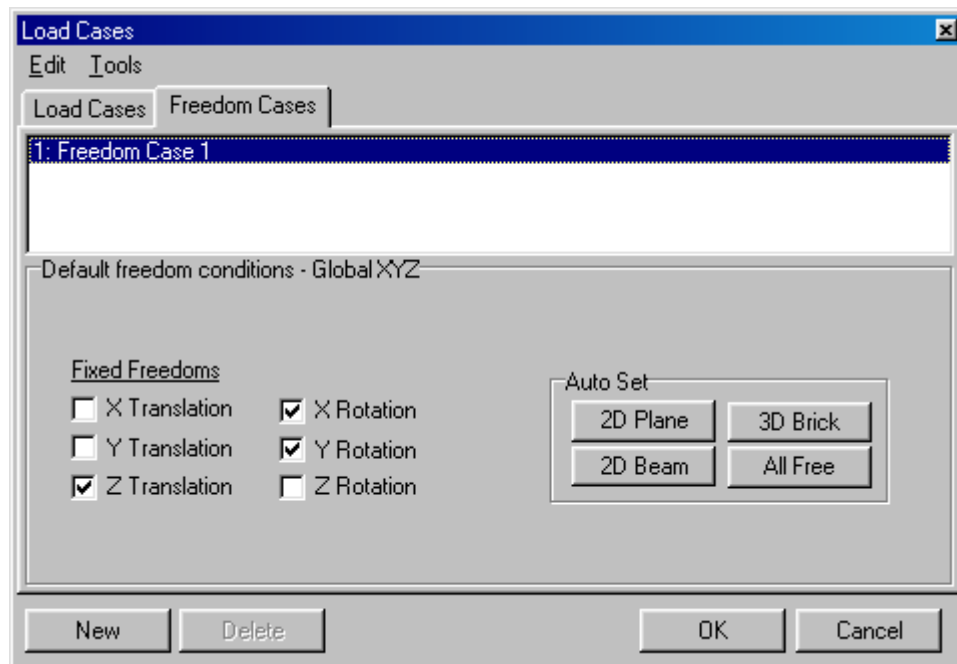 Load Cases
Edit Tools
Load Cases Freedom Cases
1: Freedom Case 1
Default freedom conditions - Global XYZ
Fixed Freedoms
X Translation X Rotation
Y Translation Y Rotation
Z Translation Z Rotation
Auto Set
2D Plane 3D Brick
2D Beam All Free
New Delete OK Cancel